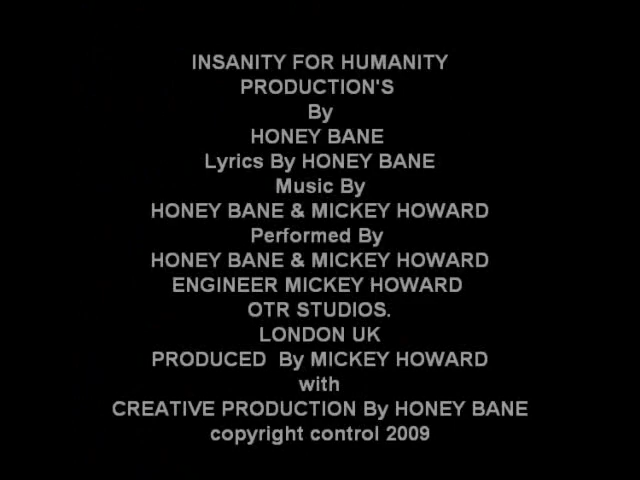 INSANITY FOR HUMANITY
PRODUCTION'S
By
HONEY BANE
Lyrics By HONEY BANE
Music By
HONEY BANE & MICKEY HOWARD
Performed By
HONEY BANE & MICKEY HOWARD
ENGINEER MICKEY HOWARD
OTR STUDIOS.
LONDON UK
PRODUCED  By MICKEY HOWARD
with
CREATIVE PRODUCTION By HONEY BANE
copyright control 2009